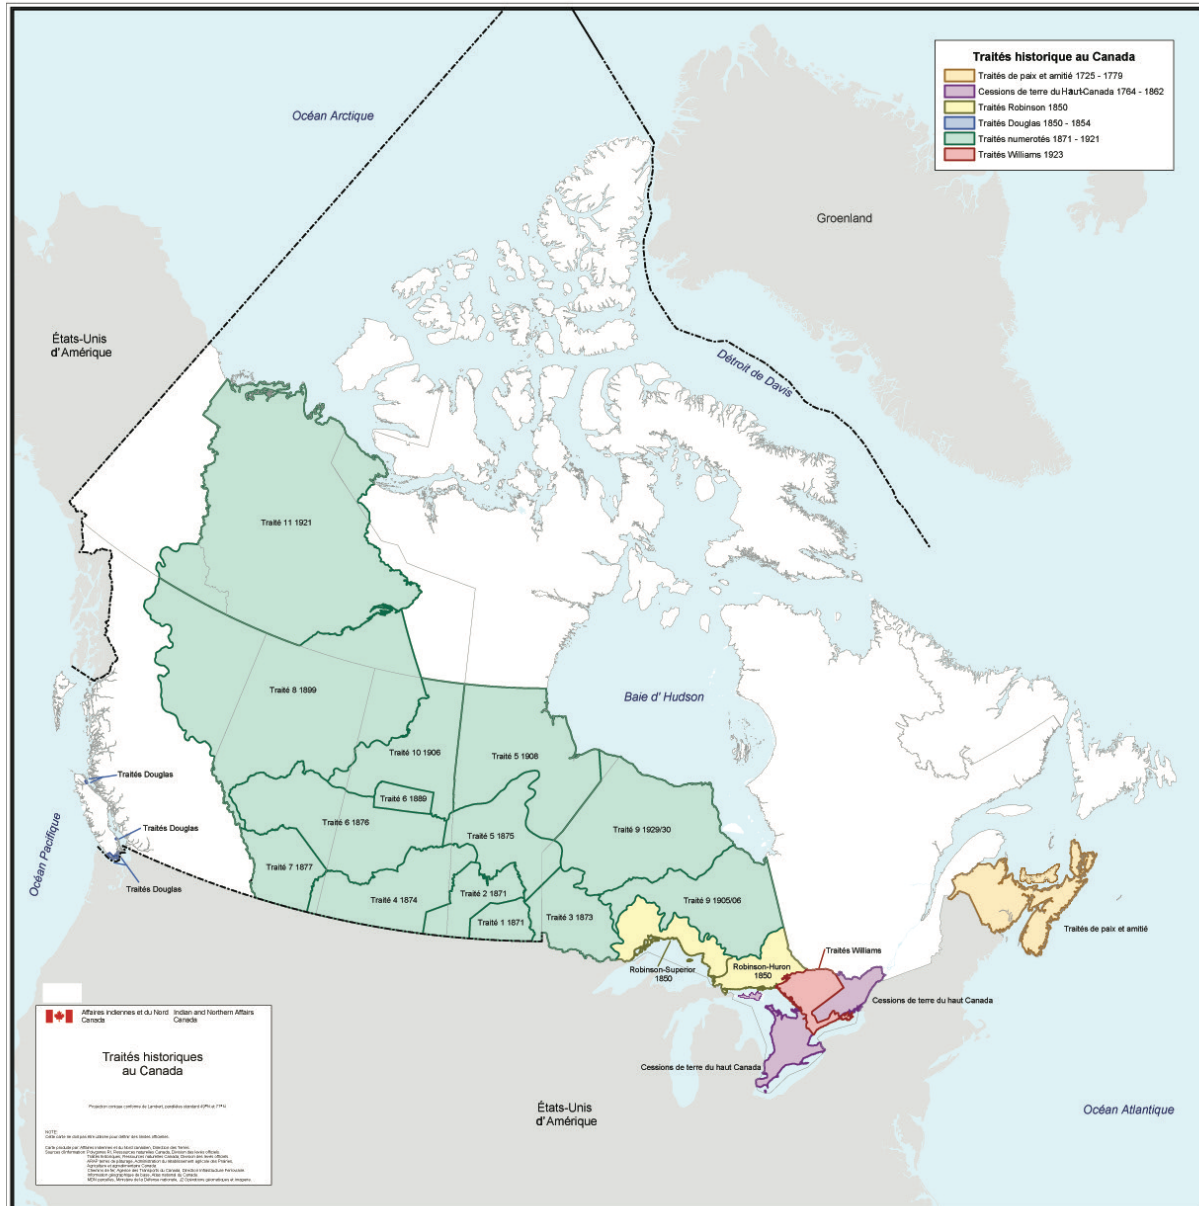 Traités historique au Canada
Traités de paix et amitié 1725 - 1779
Cessions de terre du Haut-Canada 1764 - 1862
Traités Robinson 1850
Traités Douglas 1850 - 1854
Traités numerotés 1871 - 1921
Traités Williams 1923
Océan Arctique
Groenland
États-Unis
d'Amérique
Détroit de Davis
Traité 11 1921
Traité 8 1899
Baie d' Hudson
Traité 10 1906
Traité 5 1908
Traités Douglas
Traité 6 1889
Traité 6 1876
Traités Douglas
Traité 5 1875
Traité 9 1929/30
Océan Pacifique
Traité 7 1877
Traités Douglas
Traité 2 1871
Traité 4 1874
Traité 9 1905/06
Traité 1 1871
Traité 3 1873
Traités de paix et amitié
Traités Williams
Robinson-Superior
1850
Robinson-Huron
1850
Cessions de terre du haut Canada
Cessions de terre du haut Canada
États-Unis
d'Amérique
Océan Atlantique
Affaires indiennes et du Nord
Canada
Indian and Northern Affairs
Canada
Traités historiques
au Canada
NOTE: